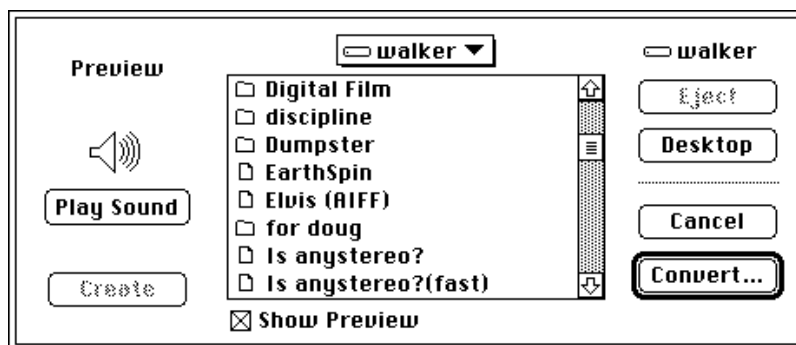 Preview
Play Sound
Create
walker
Digital Film
discipline
Dumpster
EarthSpin
Elvis (AIFF)
for doug
Is anystereo?
Is anystereo?(fast)
Show Preview
walker
Eject
Desktop
Cancel
Convert...